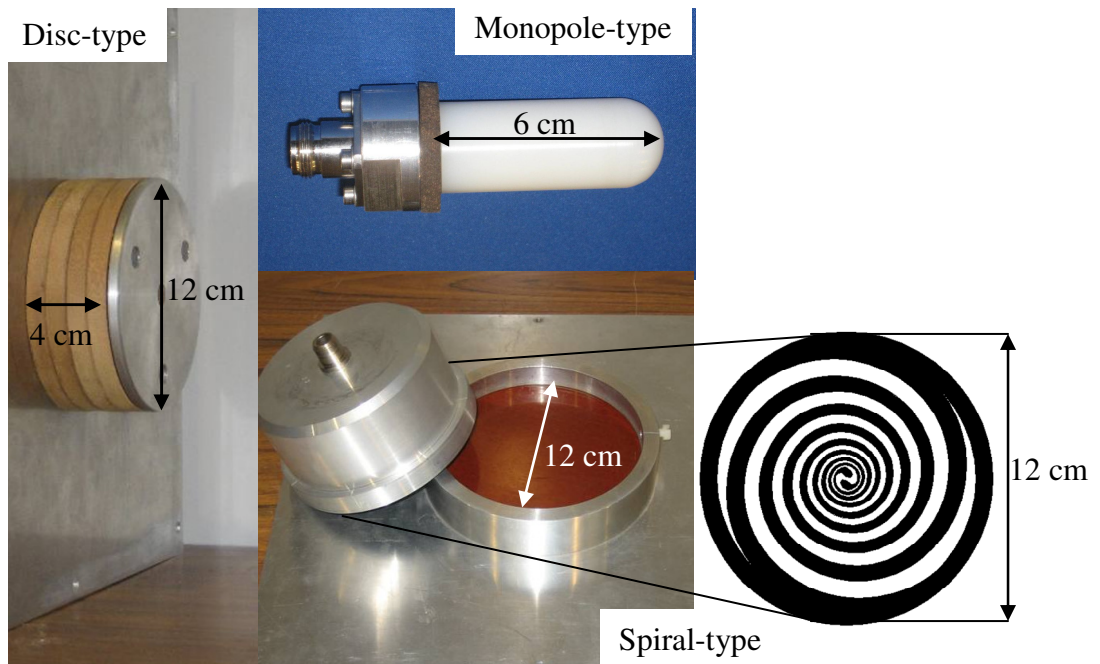 Disc-type
Monopole-type
6 cm
12 cm
4 cm
12 cm
12 cm
Spiral-type